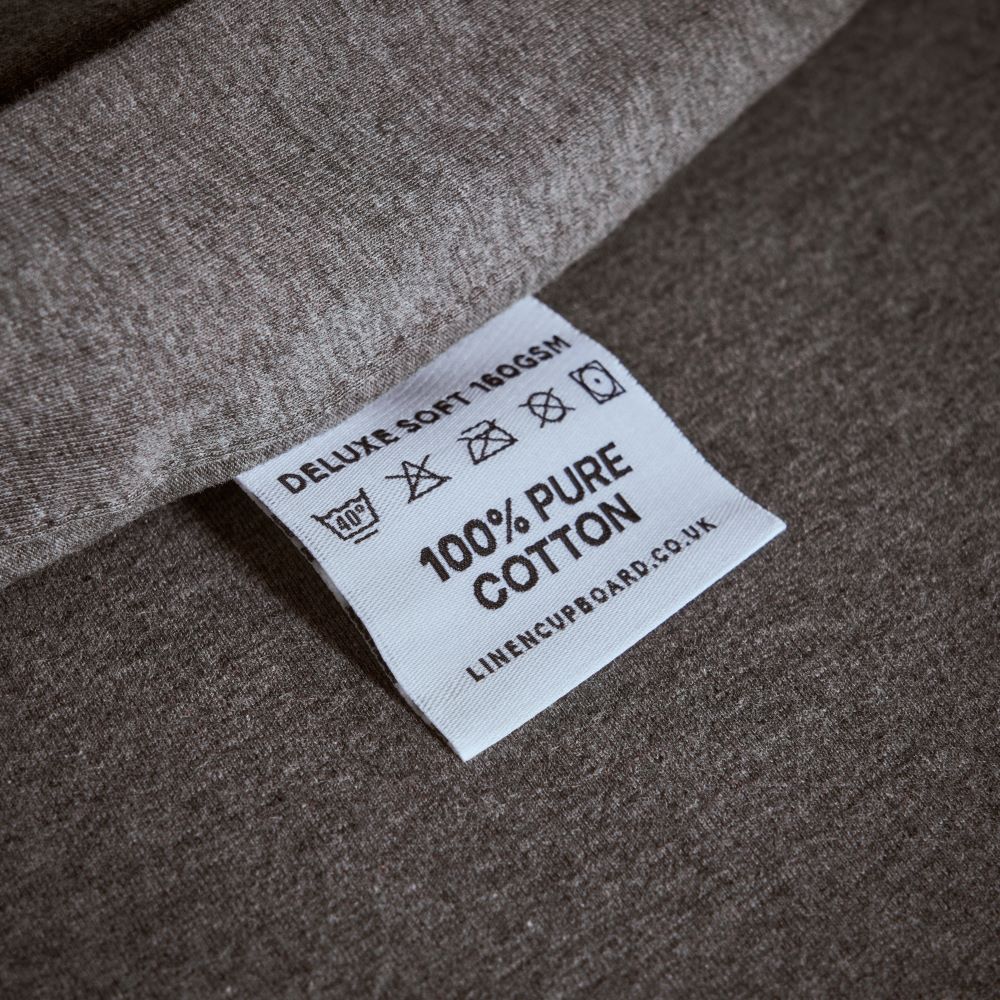 DELUXE SOFT 160GSM
40°
100% PURE
COTTON
LINENCUPBOARD.CO.UK